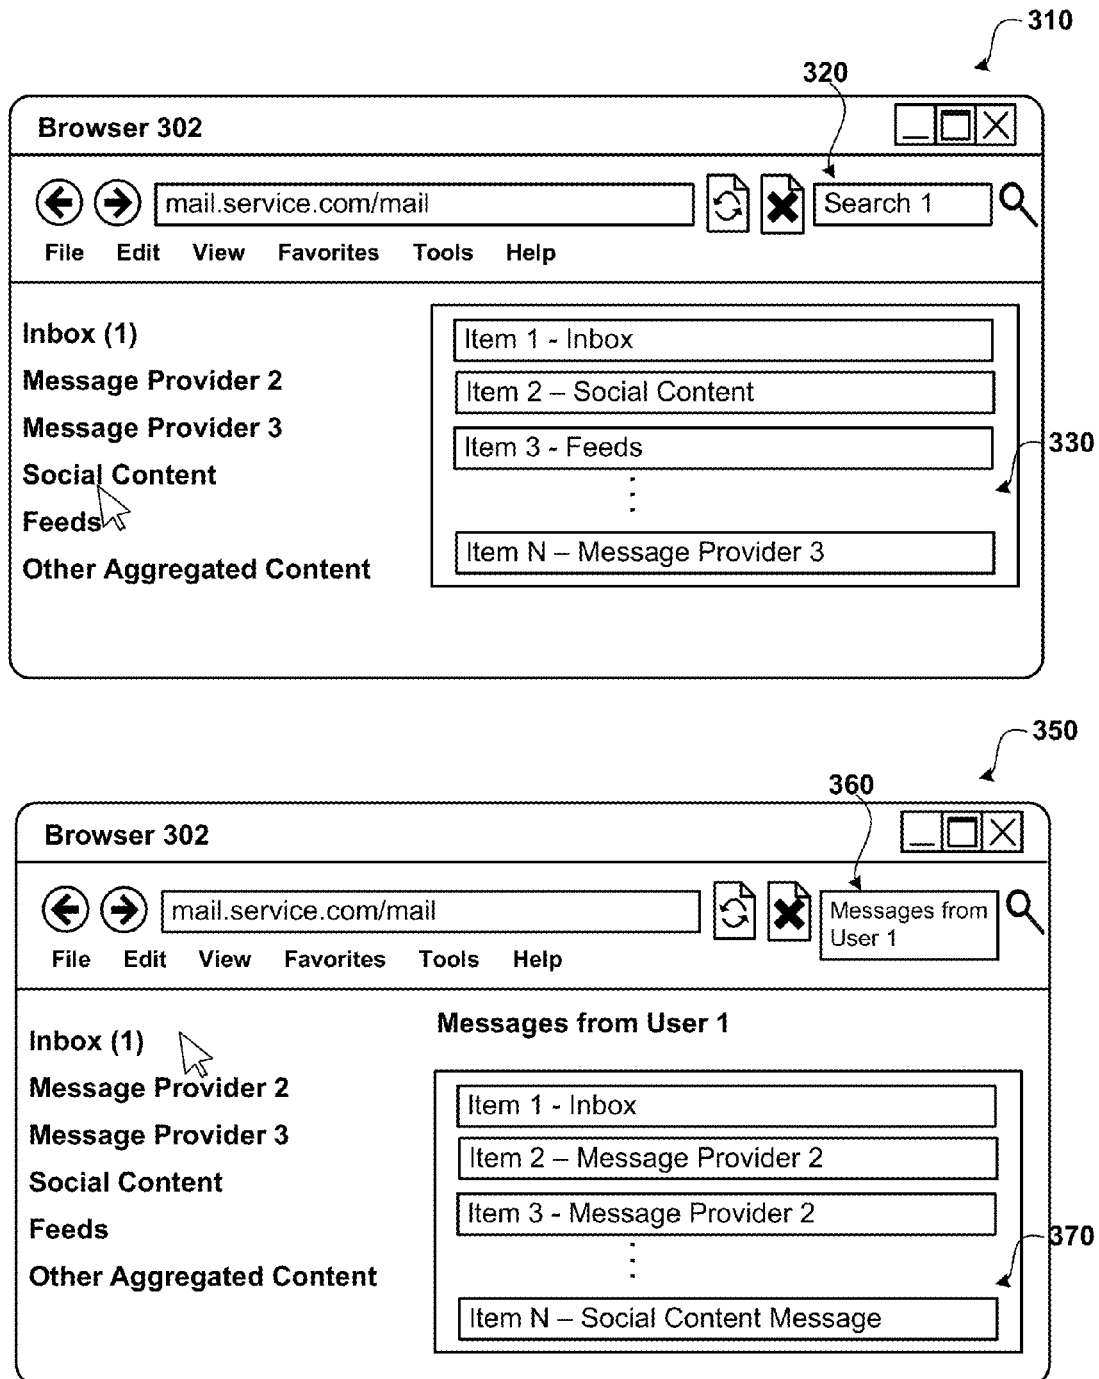 310
320
Browser 302
mail.service.com/mail
Search 1
File Edit View Favorites Tools Help
Inbox (1)
Message Provider 2
Message Provider 3
Social Content
Feeds
Other Aggregated Content
Item 1 - Inbox
Item 2 – Social Content
Item 3 - Feeds
330
Item N – Message Provider 3
350
360
Browser 302
mail.service.com/mail
Messages from
User 1
File Edit View Favorites Tools Help
Inbox (1)
Message Provider 2
Message Provider 3
Social Content
Feeds
Other Aggregated Content
Messages from User 1
Item 1 - Inbox
Item 2 – Message Provider 2
Item 3 - Message Provider 2
370
Item N – Social Content Message